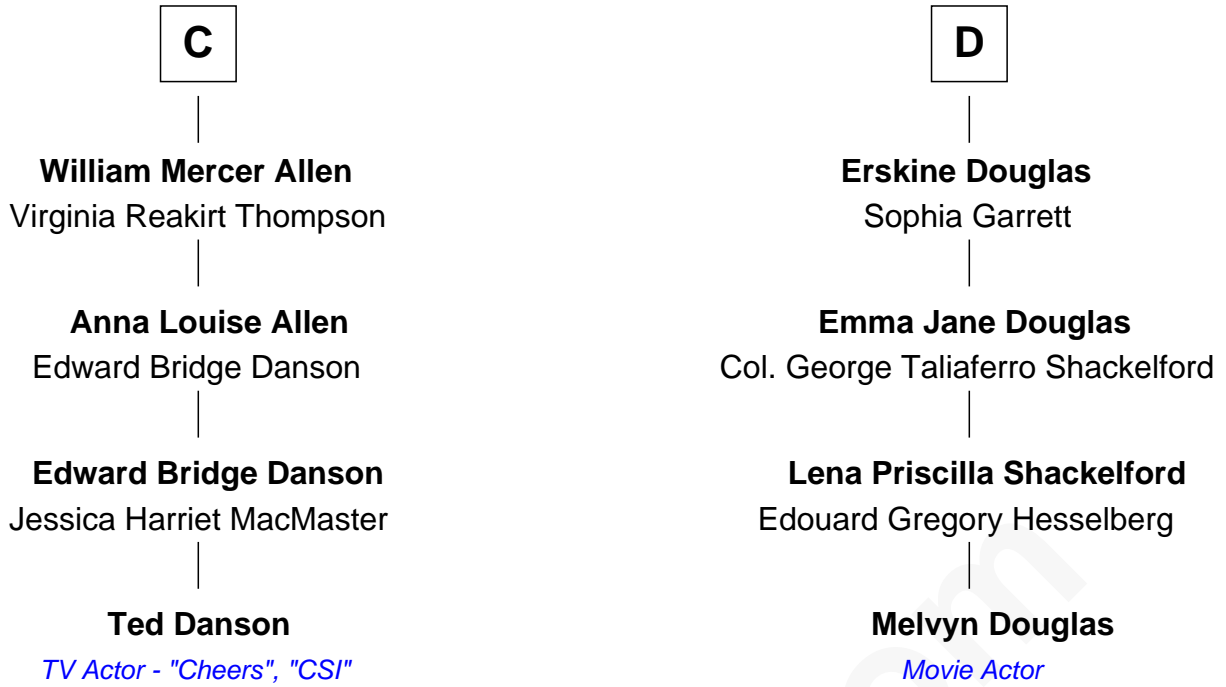 C
William Mercer Allen
Virginia Reakirt Thompson
Anna Louise Allen
Edward Bridge Danson
Edward Bridge Danson
Jessica Harriet MacMaster
Ted Danson
TV Actor - "Cheers", "CSI"
D
Erskine Douglas
Sophia Garrett
Emma Jane Douglas
Col. George Taliaferro Shackelford
Lena Priscilla Shackelford
Edouard Gregory Hesselberg
Melvyn Douglas
Movie Actor